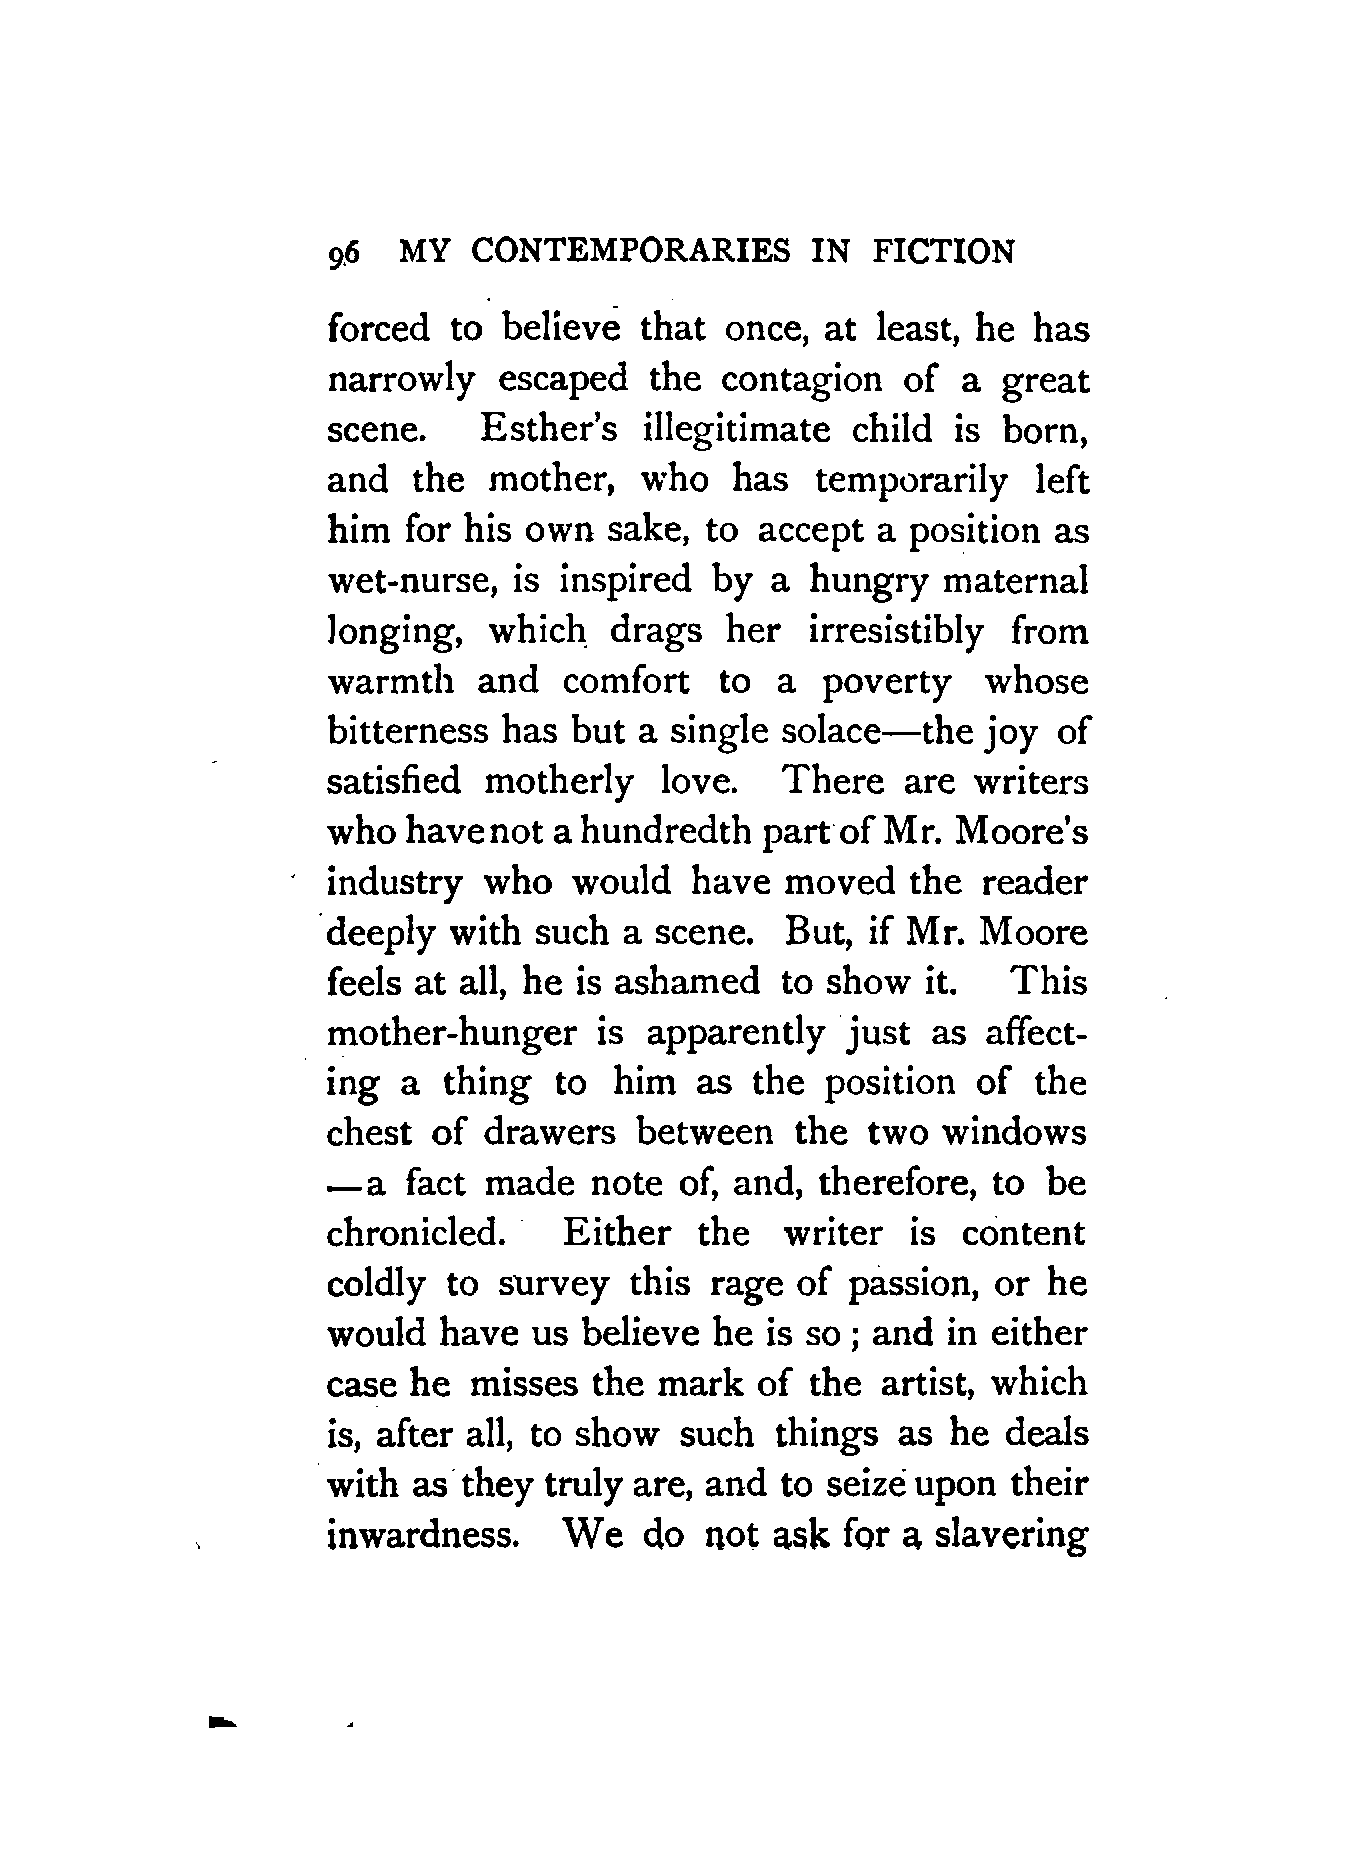 96 MY CONTEMPORARIES IN FICTION
forced to believe that once, at least, he has
narrowly escaped the contagion of a great
scene. Esther's illegitimate child is born,
and the mother, who has temporarily left
him for his own sake, to accept a position as
wet-nurse, is inspired by a hungry maternal
longing, which drags her irresistibly from
warmth and comfort to a poverty whose
bitterness has but a single solace—the joy of
satisfied motherly love. There are writers
who have not a hundredth part of Mr. Moore's
industry who would have moved the reader
deeply with such a scene. But, if Mr. Moore
feels at all, he is ashamed to show it. This
mother-hunger is apparently just as affect-
ing a thing to him as the position of the
chest of drawers between the two windows
—a fact made note of, and, therefore, to be
chronicled. Either the writer is content
coldly to survey this rage of passion, or he
would have us believe he is so ; and in either
case he misses the mark of the artist, which
is, after all, to show such things as he deals
with as they truly are, and to seize upon their
inwardness. We do not ask for a slavering